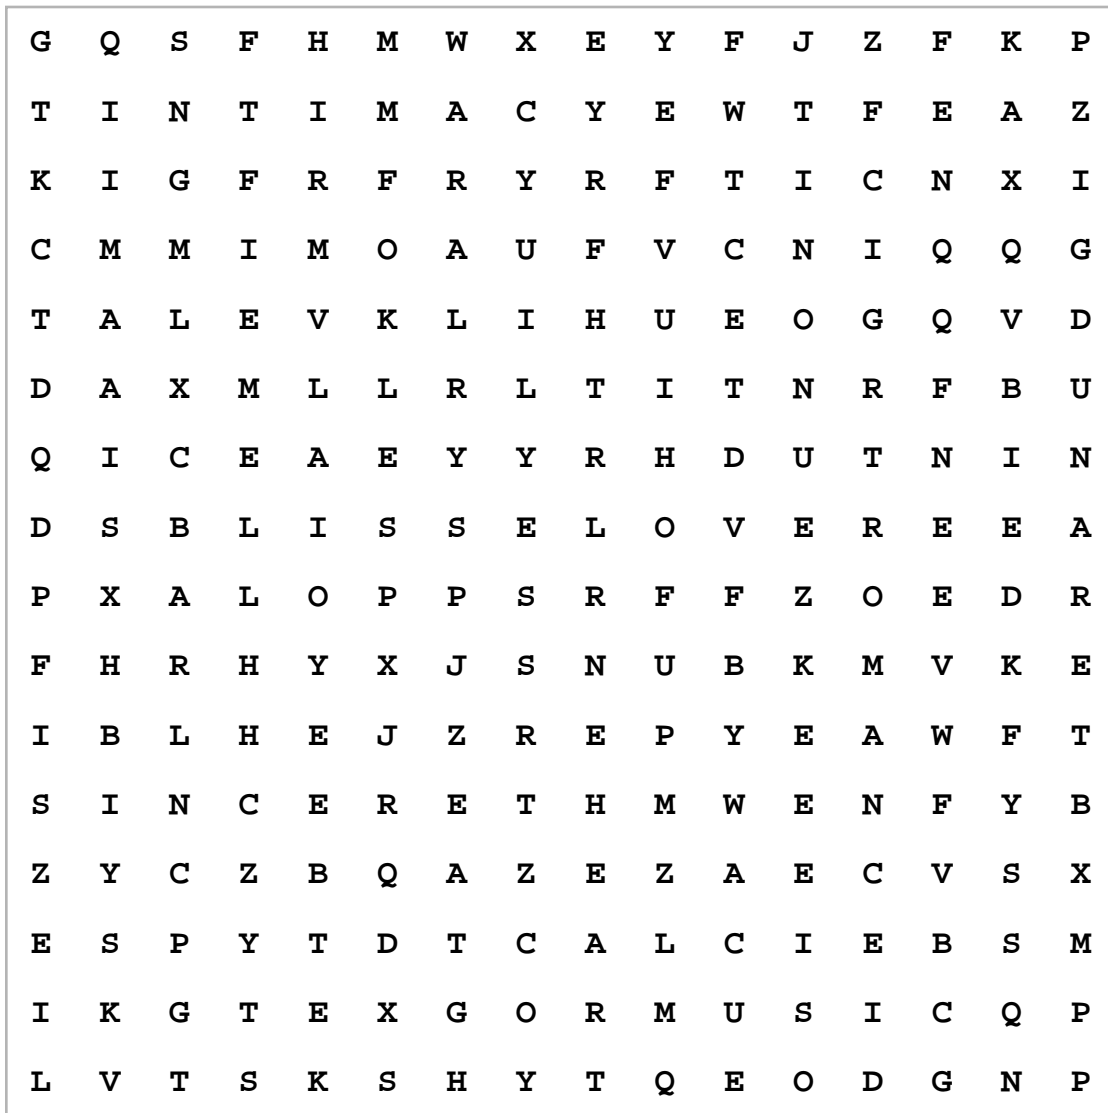 G Q S F H M W X E Y F J Z F K P
T I N T I M A C Y E W T F E A Z
K I G F R F R Y R F T I C N X I
C M M I M O A U F V C N I Q Q G
T A L E V K L I H U E O G Q V D
D A X M L L R L T I T N R F B U
Q I C E A E Y Y R H D U T N I N
D S B L I S S E L O V E R E E A
P X A L O P P S R F F Z O E D R
F H R H Y X J S N U B K M V K E
I B L H E J Z R E P Y E A W F T
S I N C E R E T H M W E N F Y B
Z Y C Z B Q A Z E Z A E C V S X
E S P Y T D T C A L C I E B S M
I K G T E X G O R M U S I C Q P
L V T S K S H Y T Q E O D G N P